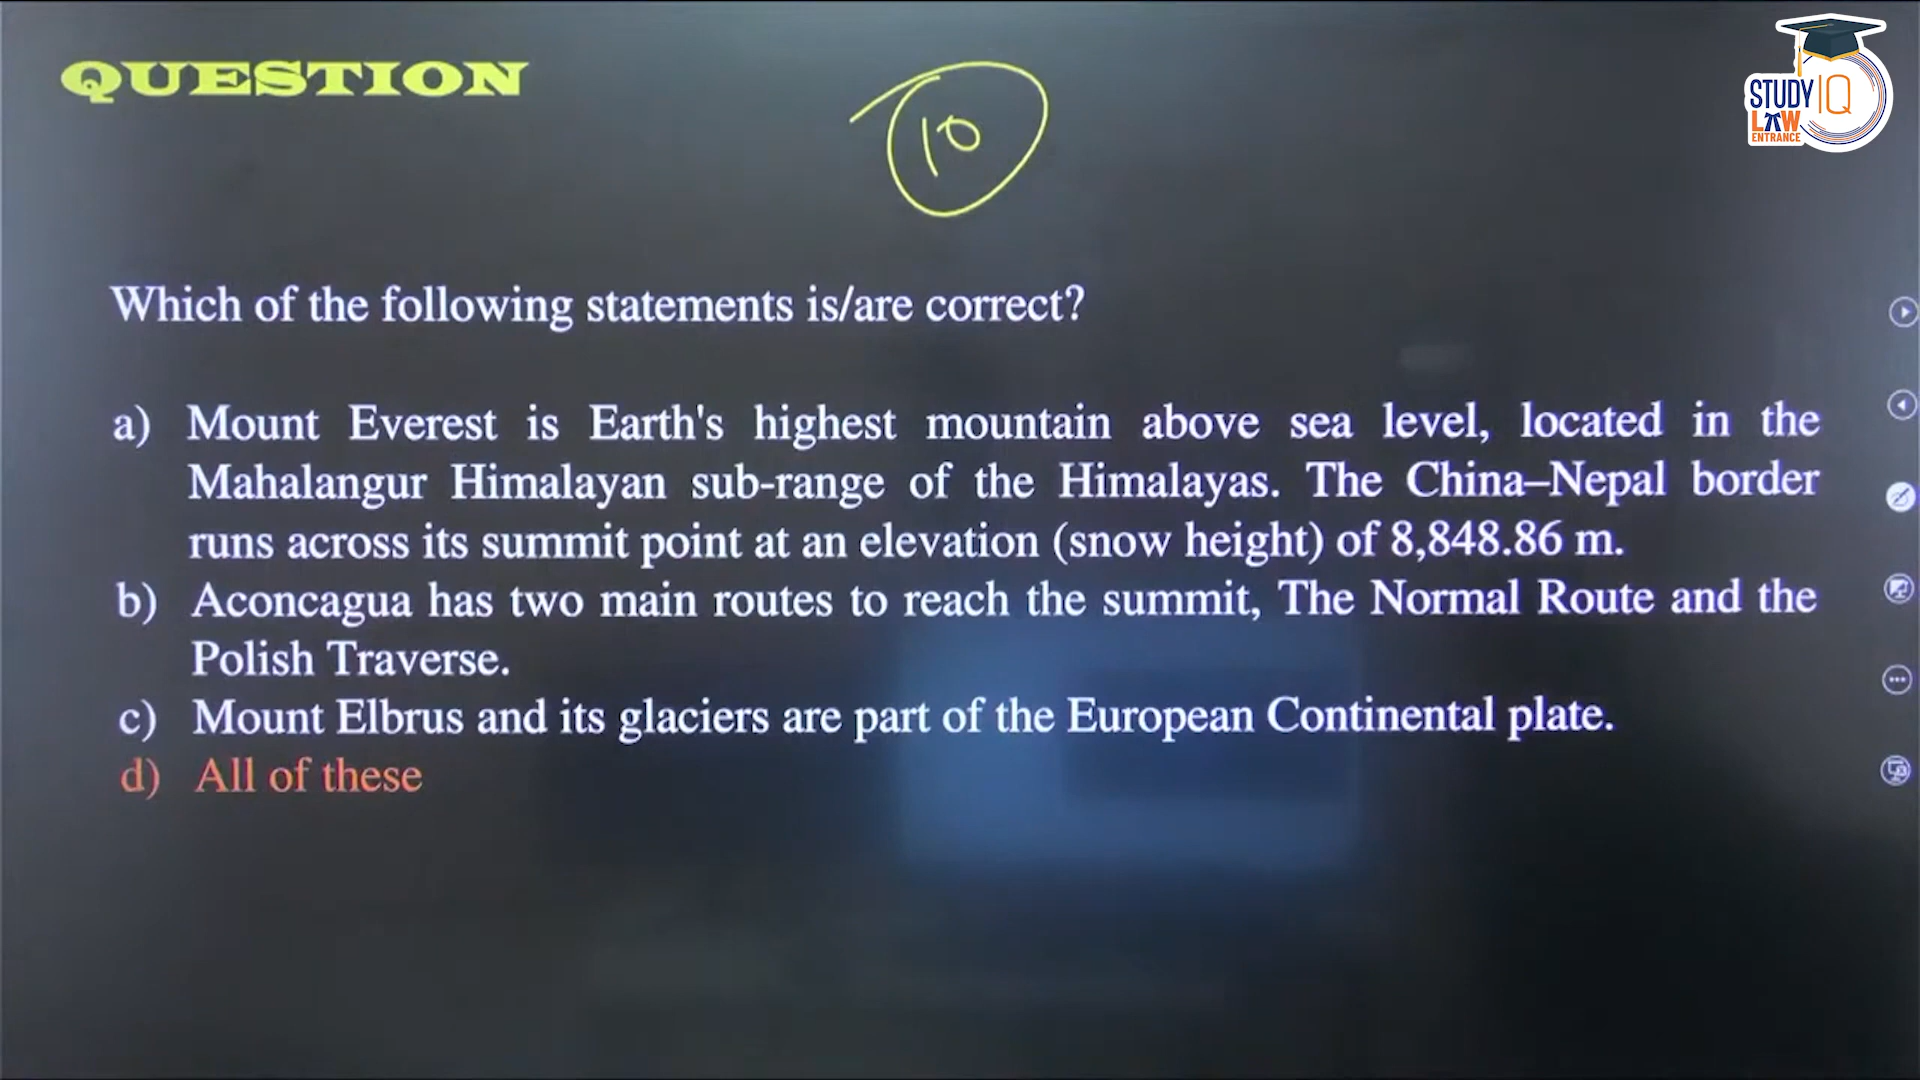 QUESTION
10
STUDY IQ
LAW
ENTRANCE
Which of the following statements is/are correct?
a) Mount Everest is Earth's highest mountain above sea level, located in the
Mahalangur Himalayan sub-range of the Himalayas. The China–Nepal border
runs across its summit point at an elevation (snow height) of 8,848.86 m.
b) Aconcagua has two main routes to reach the summit, The Normal Route and the
Polish Traverse.
c) Mount Elbrus and its glaciers are part of the European Continental plate.
d) All of these